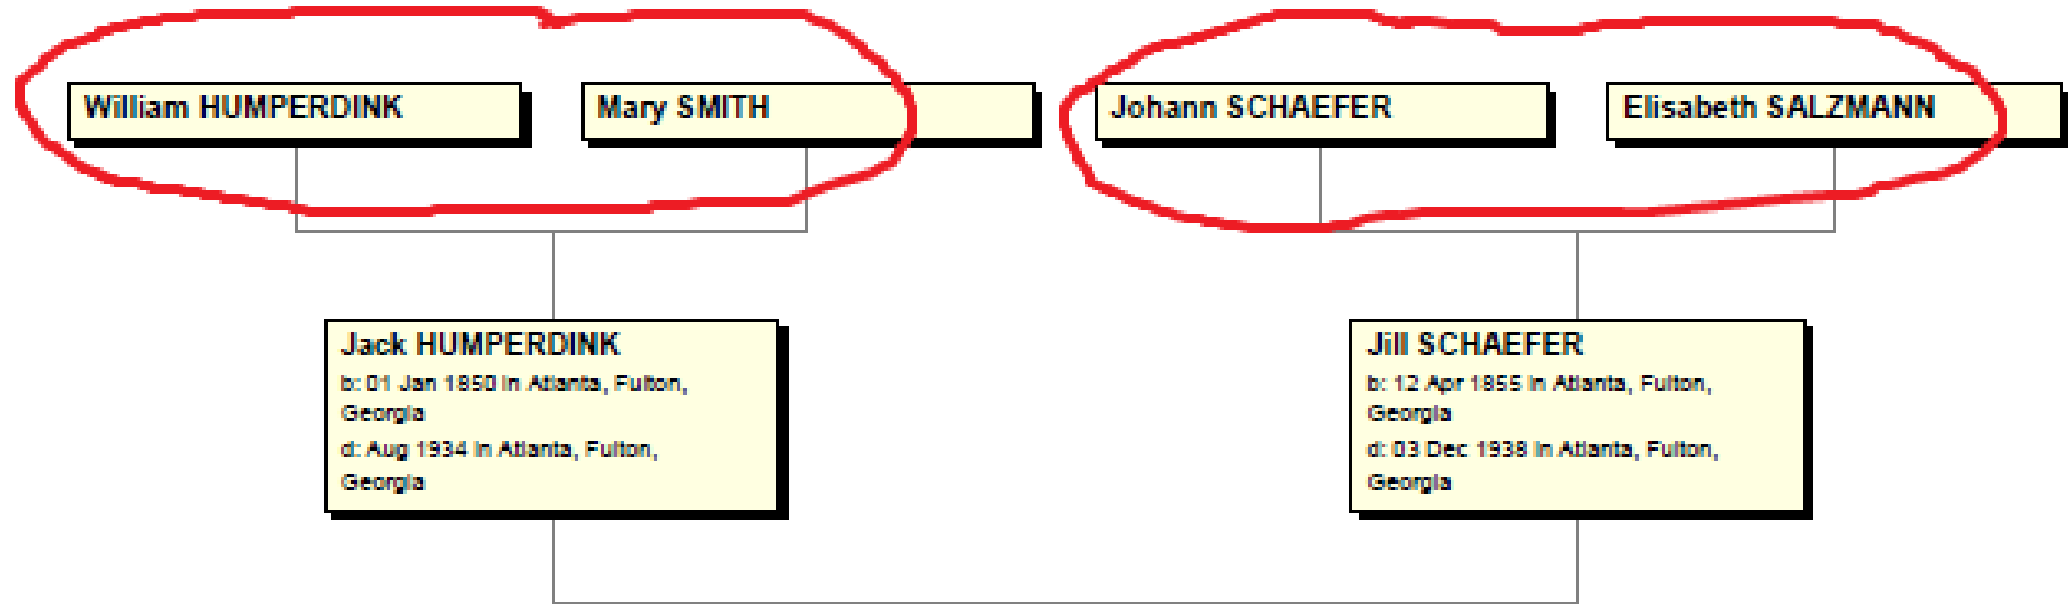 William HUMPERDINK
Mary SMITH
Johann SCHAEFER
Elisabeth SALZMANN
Jack HUMPERDINK
b: 01 Jan 1850 in Atlanta, Fulton,
Georgia
d: Aug 1934 in Atlanta, Fulton,
Georgia
Jill SCHAEFER
b: 12 Apr 1855 in Atlanta, Fulton,
Georgia
d: 03 Dec 1938 in Atlanta, Fulton,
Georgia